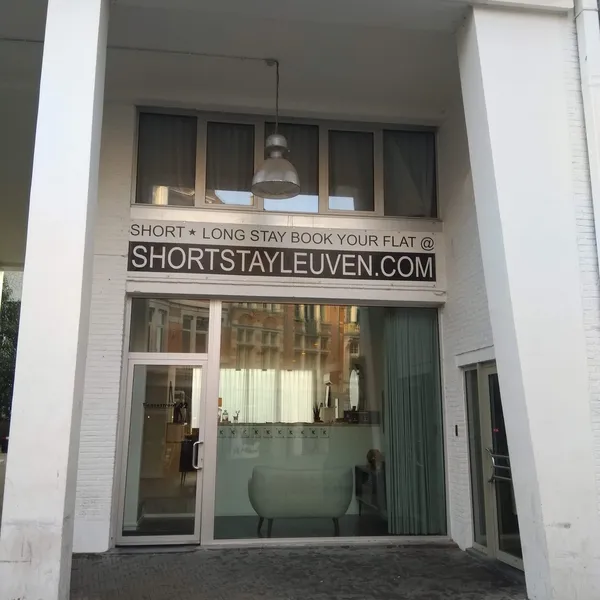 SHORT ★ LONG STAY BOOK YOUR FLAT @
SHORTSTAYLEUVEN.COM